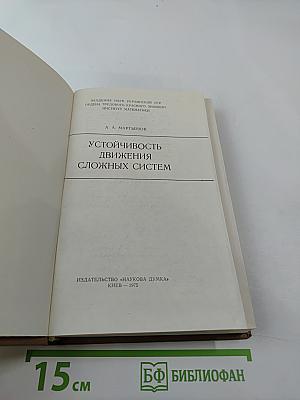 АКАДЕМИЯ НАУК УКРАИНСКОЙ ССР
ОРДЕНА ТРУДОВОГО КРАСНОГО ЗНАМЕНИ
ИНСТИТУТ МАТЕМАТИКИ
А. А. МАРТЫНЮК
УСТОЙЧИВОСТЬ
ДВИЖЕНИЯ
СЛОЖНЫХ СИСТЕМ
ИЗДАТЕЛЬСТВО «НАУКОВА ДУМКА»
КИЕВ — 1975
15 см
БФ БИБЛИОФАН